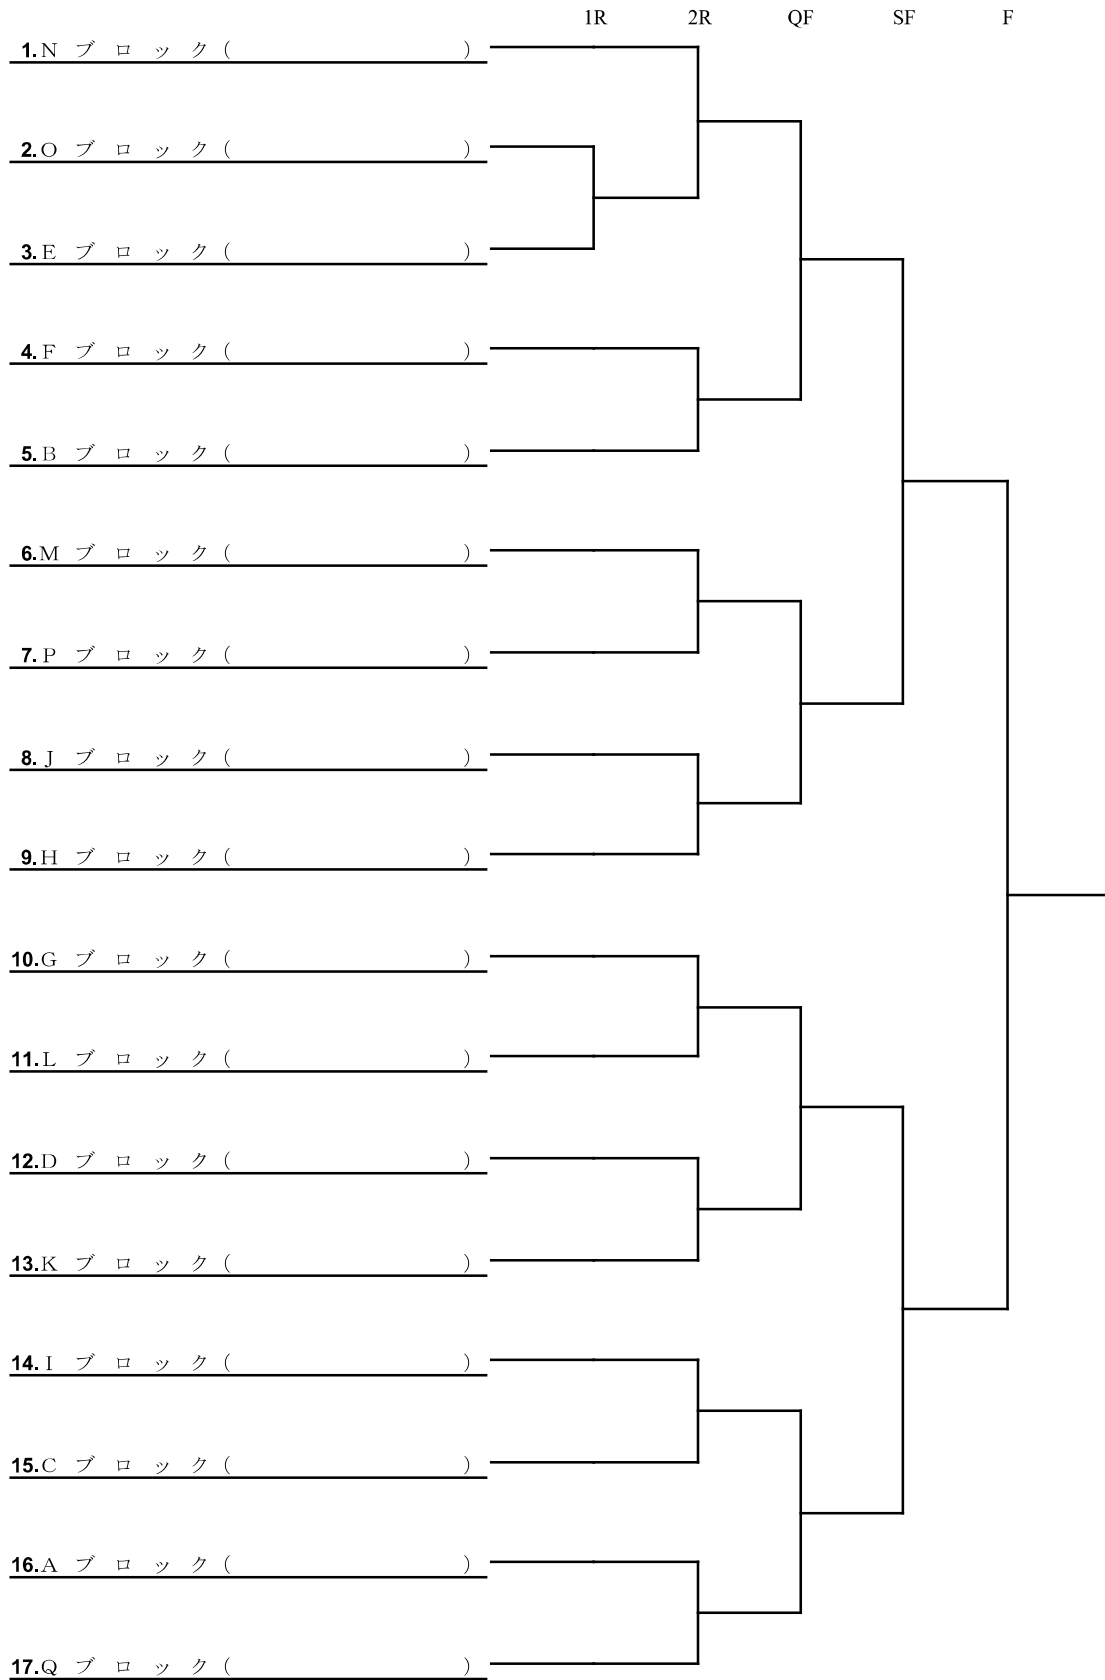 1R 2R QF SF F
1.N ブ ロ ッ ク ( )
2.O ブ ロ ッ ク ( )
3.E ブ ロ ッ ク ( )
4.F ブ ロ ッ ク ( )
5.B ブ ロ ッ ク ( )
6.M ブ ロ ッ ク ( )
7.P ブ ロ ッ ク ( )
8.J ブ ロ ッ ク ( )
9.H ブ ロ ッ ク ( )
10.G ブ ロ ッ ク ( )
11.L ブ ロ ッ ク ( )
12.D ブ ロ ッ ク ( )
13.K ブ ロ ッ ク ( )
14.I ブ ロ ッ ク ( )
15.C ブ ロ ッ ク ( )
16.A ブ ロ ッ ク ( )
17.Q ブ ロ ッ ク ( )